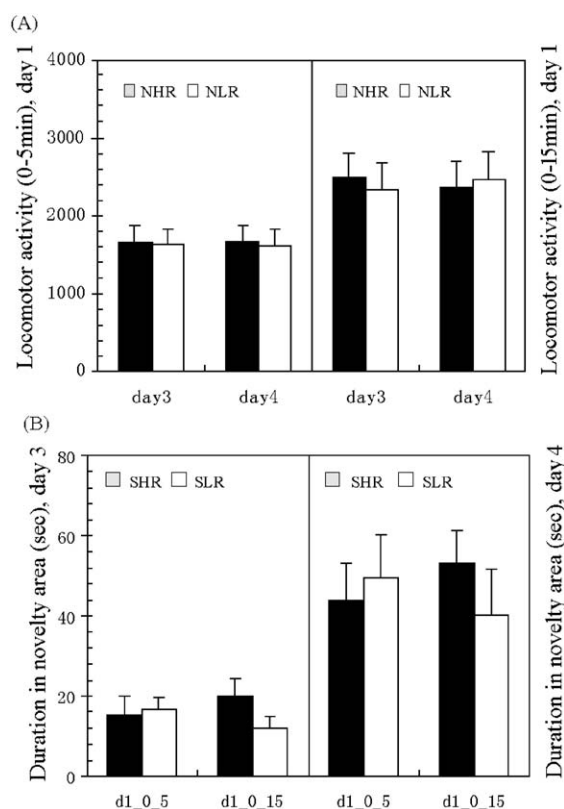 (A)
Locomotor activity (0-5min), day 1
4000
3000
2000
1000
0
NHR NLR
NHR NLR
day3 day4 day3 day4
Locomotor activity (0-15min), day 1
(B)
Duration in novelty area (sec), day 3
80
60
40
20
0
SHR SLR
SHR SLR
d1_0_5 d1_0_15 d1_0_5 d1_0_15
Duration in novelty area (sec), day 4